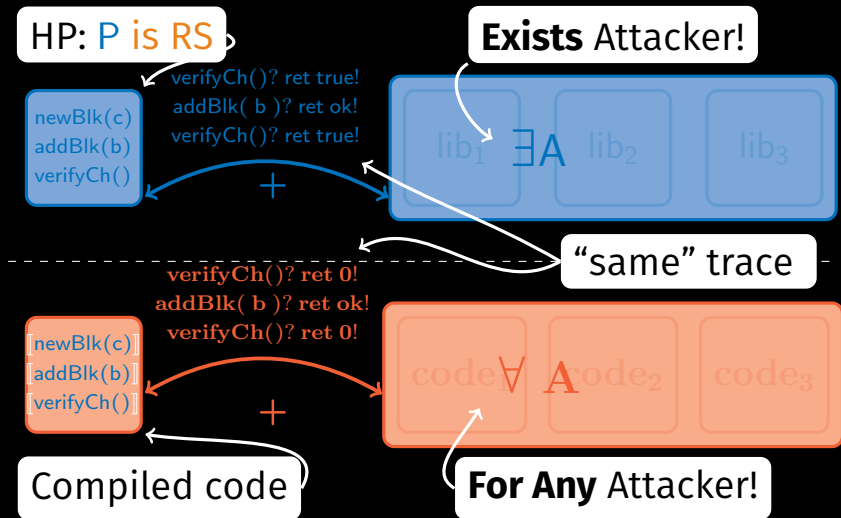 HP: P is RS
Exists Attacker!
verifyCh()? ret true!
addBlk( b )? ret ok!
verifyCh()? ret true!
newBlk(c)
addBlk(b)
verifyCh()
+
lib₁ ∃A lib₂ lib₃
“same” trace
verifyCh()? ret 0!
addBlk( b )? ret ok!
verifyCh()? ret 0!
⟦newBlk(c)⟧
⟦addBlk(b)⟧
⟦verifyCh()⟧
+
code₁ ∀ A code₂ code₃
Compiled code
For Any Attacker!